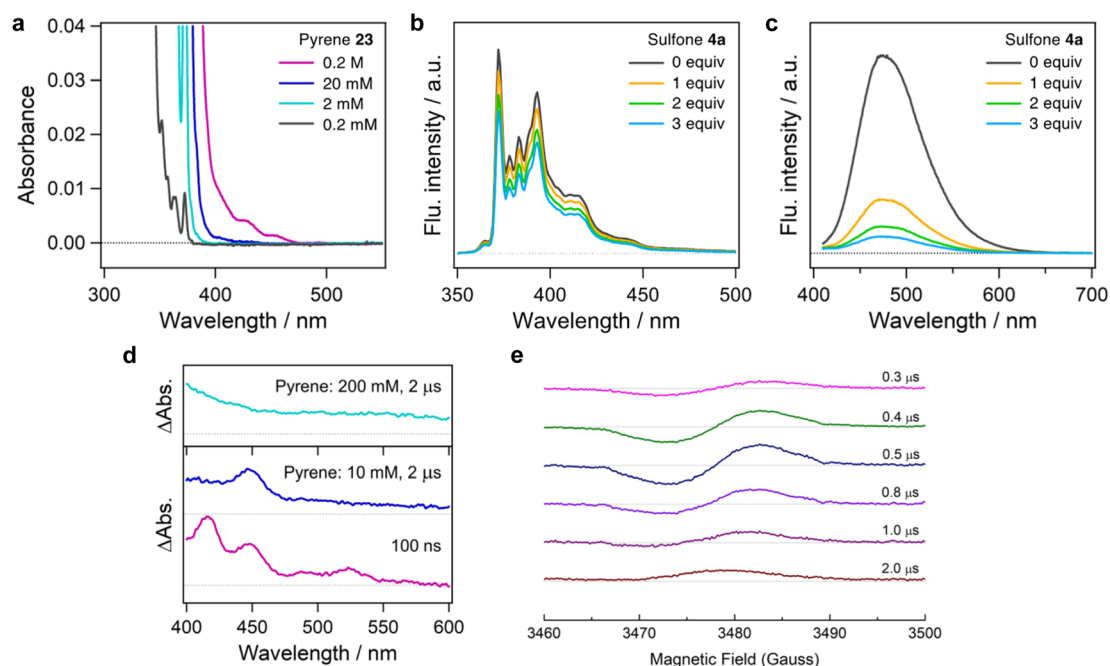 a
0.04
0.03
0.02
0.01
0.00
Absorbance
Pyrene 23
0.2 M
20 mM
2 mM
0.2 mM
300 400 500
Wavelength / nm
b
Flu. intensity / a.u.
Sulfone 4a
0 equiv
1 equiv
2 equiv
3 equiv
350 400 450 500
Wavelength / nm
c
Flu. intensity / a.u.
Sulfone 4a
0 equiv
1 equiv
2 equiv
3 equiv
400 500 600 700
Wavelength / nm
d
ΔAbs.
Pyrene: 200 mM, 2 μs
ΔAbs.
Pyrene: 10 mM, 2 μs
100 ns
400 450 500 550 600
Wavelength / nm
e
0.3 μs
0.4 μs
0.5 μs
0.8 μs
1.0 μs
2.0 μs
3460 3470 3480 3490 3500
Magnetic Field (Gauss)